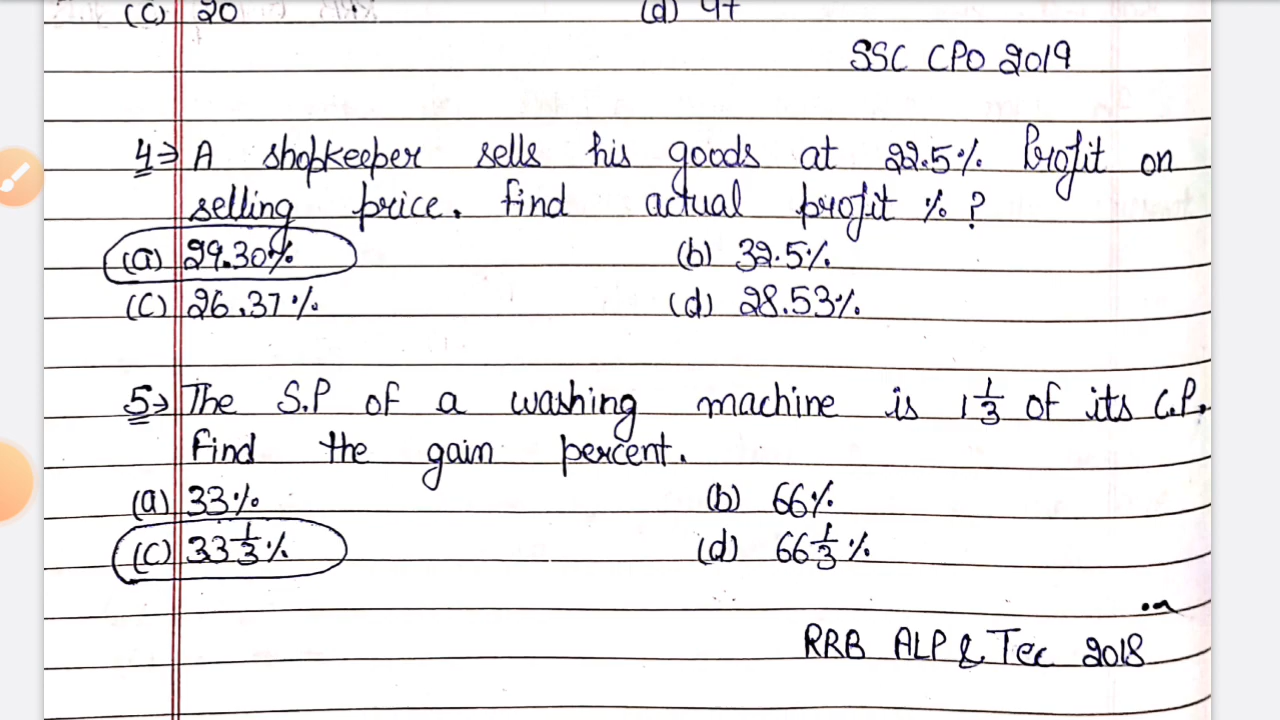 (C) 20 (d) 47
SSC CPO 2019
4⇒ A shopkeeper sells his goods at 22.5% Profit on
selling price. find actual profit % ?
(a) 29.30% (b) 32.5%
(C) 26.37% (d) 28.53%
5⇒ The S.P of a washing machine is 1 1/3 of its C.P.
Find the gain percent.
(a) 33% (b) 66%
(C) 33 1/3 % (d) 66 1/3 %
RRB ALP & Tec 2018